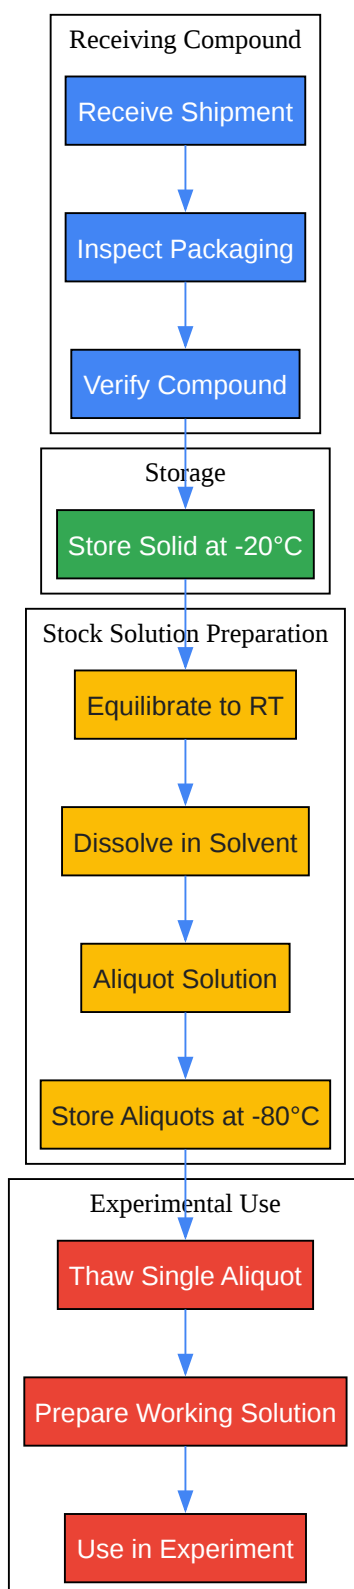 Receiving Compound
Receive Shipment
Inspect Packaging
Verify Compound
Storage
Store Solid at -20°C
Stock Solution Preparation
Equilibrate to RT
Dissolve in Solvent
Aliquot Solution
Store Aliquots at -80°C
Experimental Use
Thaw Single Aliquot
Prepare Working Solution
Use in Experiment